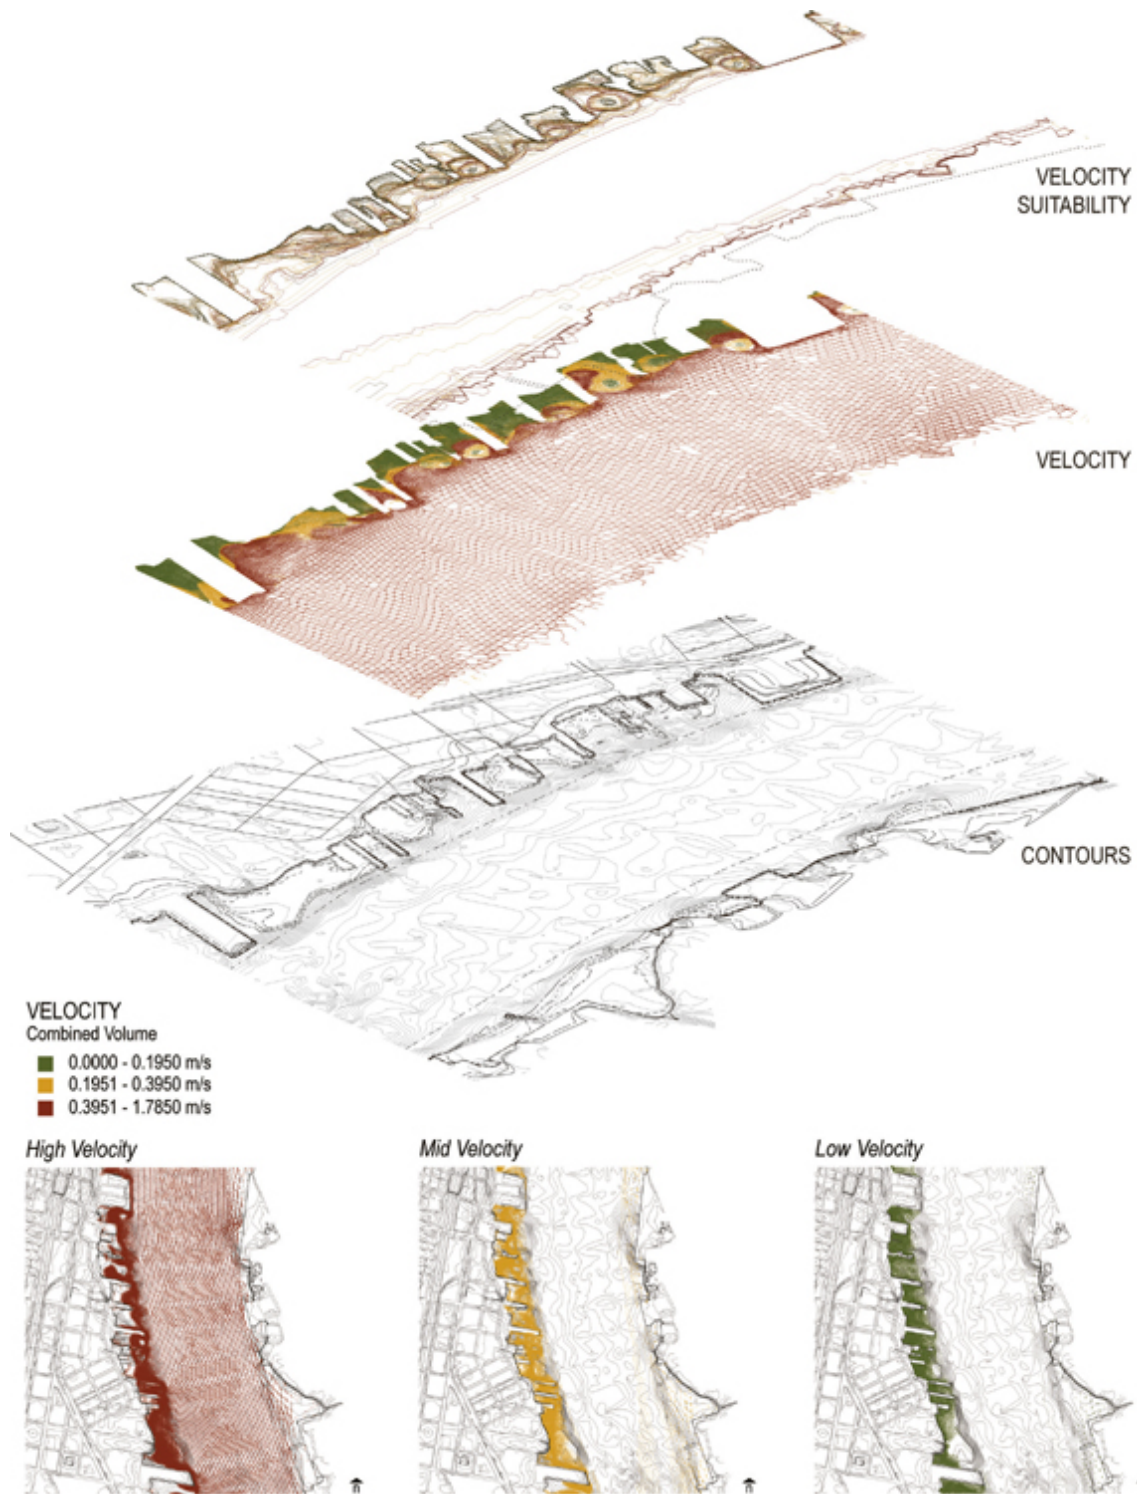 VELOCITY
SUITABILITY
VELOCITY
CONTOURS
VELOCITY
Combined Volume
0.0000 - 0.1950 m/s
0.1951 - 0.3950 m/s
0.3951 - 1.7850 m/s
High Velocity
Mid Velocity
Low Velocity